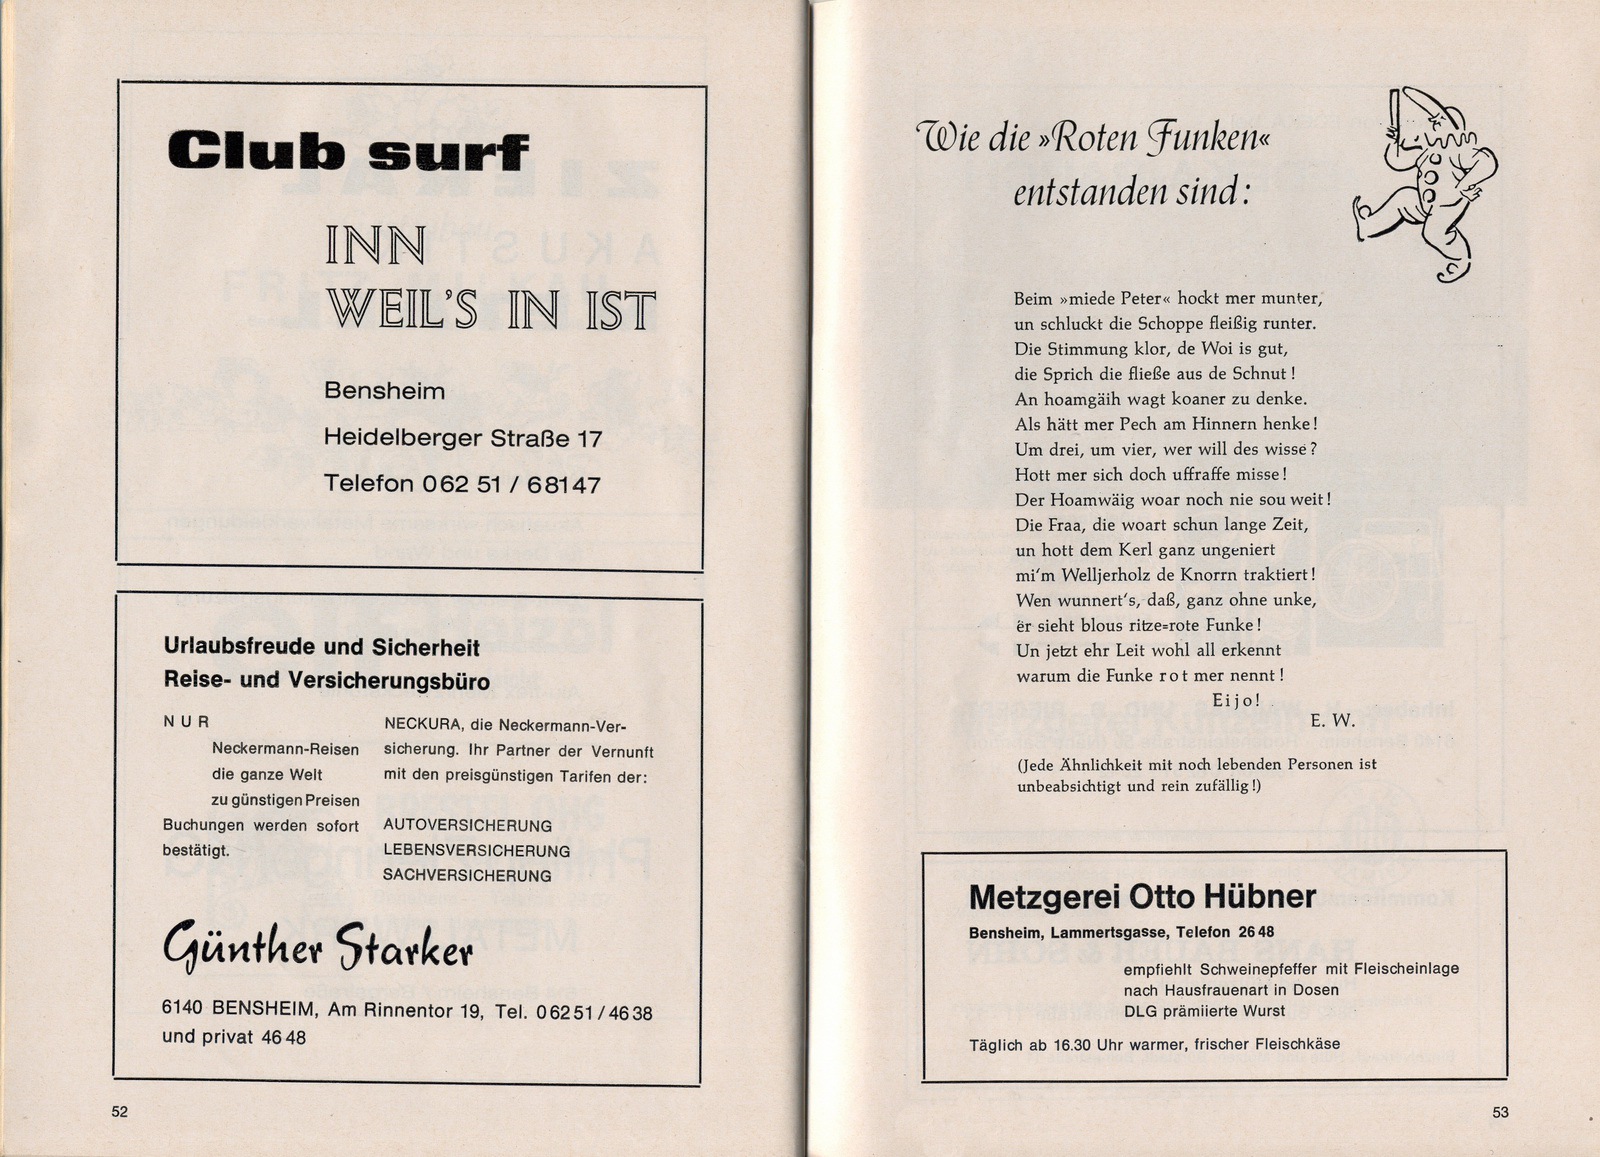 Club surf
INN
WEIL'S IN IST
Bensheim
Heidelberger Straße 17
Telefon 0 62 51 / 6 81 47
Urlaubsfreude und Sicherheit
Reise- und Versicherungsbüro
NUR
Neckermann-Reisen
die ganze Welt
zu günstigen Preisen
Buchungen werden sofort
bestätigt.
NECKURA, die Neckermann-Ver-
sicherung. Ihr Partner der Vernunft
mit den preisgünstigen Tarifen der:
AUTOVERSICHERUNG
LEBENSVERSICHERUNG
SACHVERSICHERUNG
Günther Starker
6140 BENSHEIM, Am Rinnentor 19, Tel. 0 62 51 / 46 38
und privat 46 48
52
Wie die »Roten Funken«
entstanden sind:
Beim »miede Peter« hockt mer munter,
un schluckt die Schoppe fleißig runter.
Die Stimmung klor, de Woi is gut,
die Sprich die fließe aus de Schnut!
An hoamgäih wagt koaner zu denke.
Als hätt mer Pech am Hinnern henke!
Um drei, um vier, wer will des wisse?
Hott mer sich doch uffraffe misse!
Der Hoamwäig woar noch nie sou weit!
Die Fraa, die woart schun lange Zeit,
un hott dem Kerl ganz ungeniert
mi'm Welljerholz de Knorrn traktiert!
Wen wunnert's, daß, ganz ohne unke,
ër sieht blous ritze=rote Funke!
Un jetzt ehr Leit wohl all erkennt
warum die Funke rot mer nennt!
Eijo!
E. W.
(Jede Ähnlichkeit mit noch lebenden Personen ist
unbeabsichtigt und rein zufällig!)
Metzgerei Otto Hübner
Bensheim, Lammertsgasse, Telefon 26 48
empfiehlt Schweinepfeffer mit Fleischeinlage
nach Hausfrauenart in Dosen
DLG prämiierte Wurst
Täglich ab 16.30 Uhr warmer, frischer Fleischkäse
53